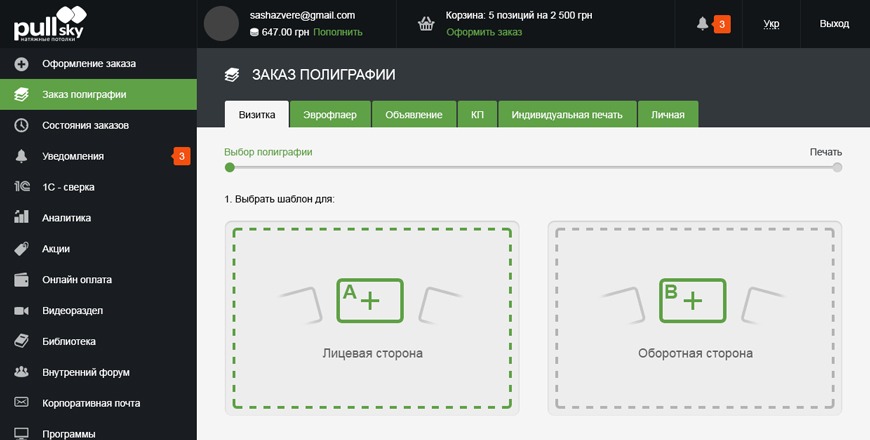 pull sky
натяжные потолки
sashazvere@gmail.com
647.00 грн Пополнить
Корзина: 5 позиций на 2 500 грн
Оформить заказ
3
Укр
Выход
Оформление заказа
Заказ полиграфии
Состояния заказов
Уведомления
3
1С - сверка
Аналитика
Акции
Онлайн оплата
Видеораздел
Библиотека
Внутренний форум
Корпоративная почта
Программы
ЗАКАЗ ПОЛИГРАФИИ
Визитка
Эврофлаер
Объявление
КП
Индивидуальная печать
Личная
Выбор полиграфии
Печать
1. Выбрать шаблон для:
A
Лицевая сторона
B
Оборотная сторона